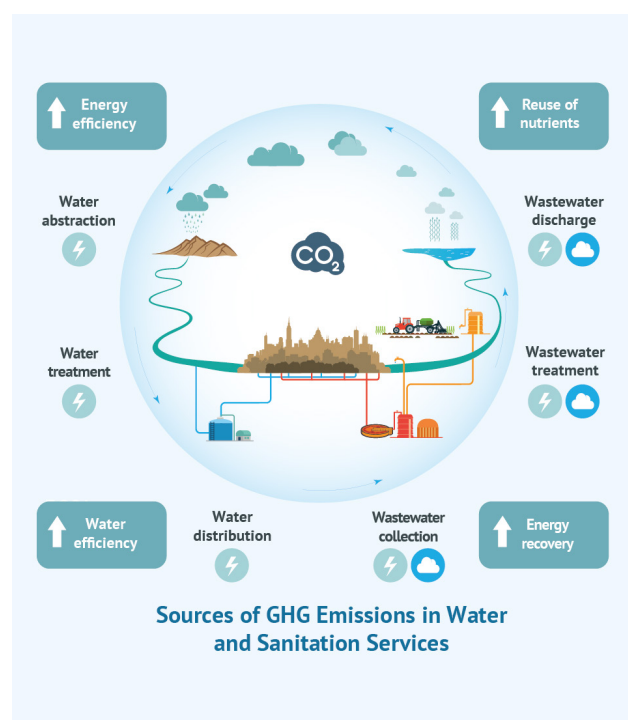 Energy
efficiency
Reuse of
nutrients
Water
abstraction
Wastewater
discharge
CO2
Water
treatment
Wastewater
treatment
Water
efficiency
Water
distribution
Wastewater
collection
Energy
recovery
Sources of GHG Emissions in Water
and Sanitation Services